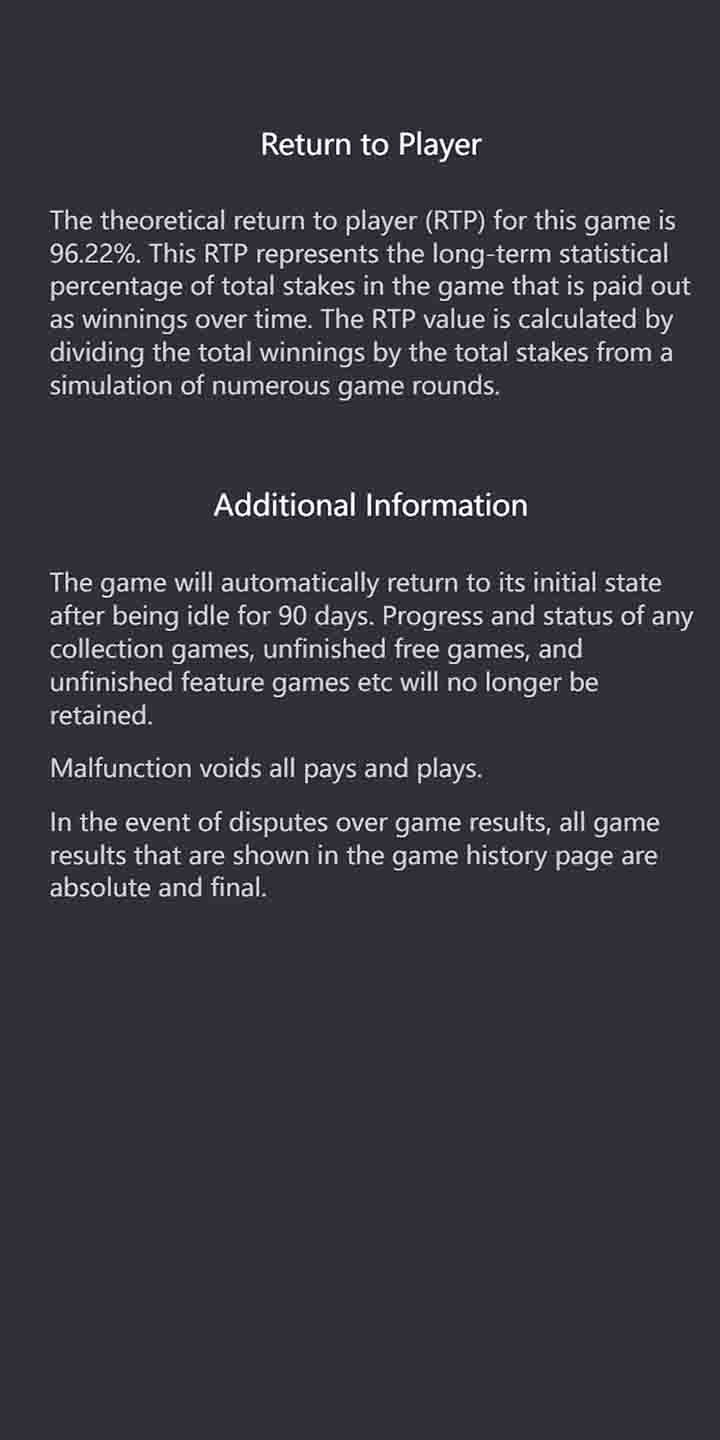 Return to Player
The theoretical return to player (RTP) for this game is
96.22%. This RTP represents the long-term statistical
percentage of total stakes in the game that is paid out
as winnings over time. The RTP value is calculated by
dividing the total winnings by the total stakes from a
simulation of numerous game rounds.
Additional Information
The game will automatically return to its initial state
after being idle for 90 days. Progress and status of any
collection games, unfinished free games, and
unfinished feature games etc will no longer be
retained.
Malfunction voids all pays and plays.
In the event of disputes over game results, all game
results that are shown in the game history page are
absolute and final.